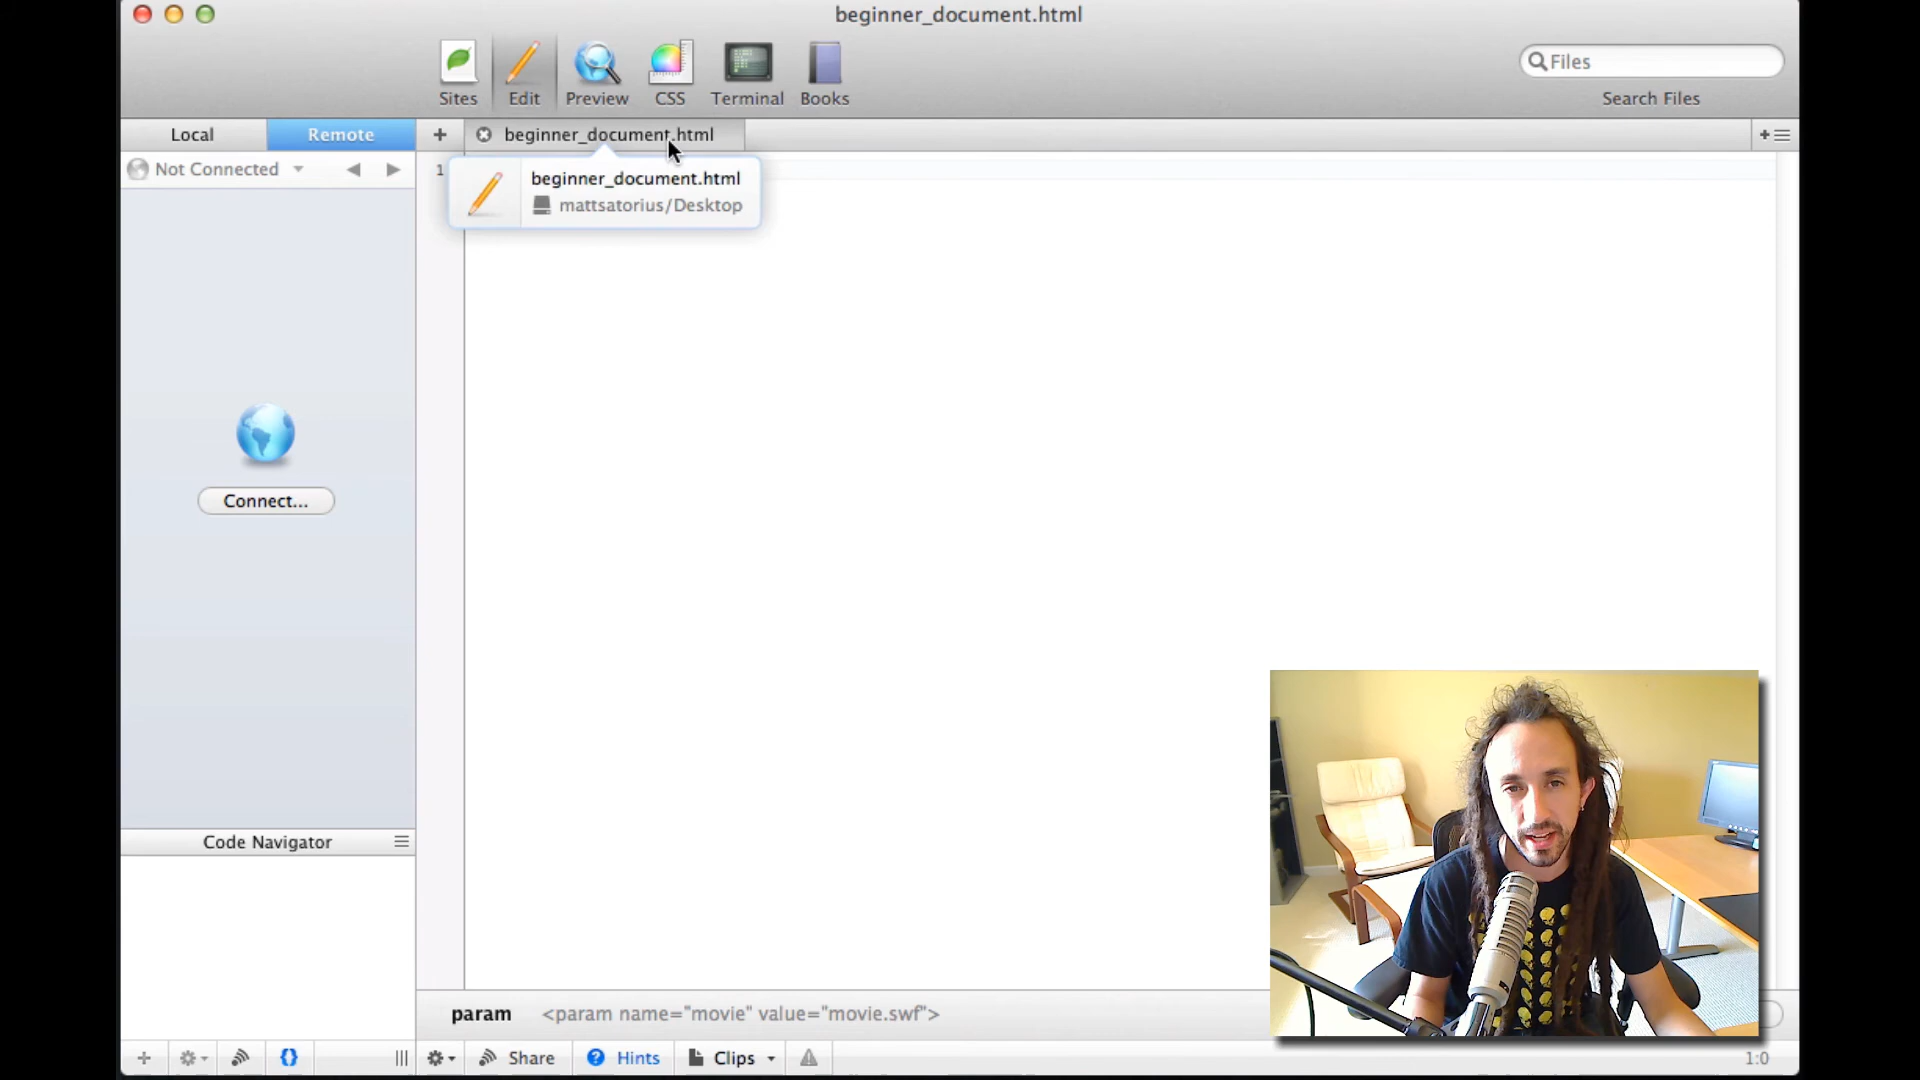 beginner_document.html
Files
Sites Edit Preview CSS Terminal Books
Search Files
Local Remote
+ beginner_document.html
Not Connected
1
beginner_document.html
mattsatorius/Desktop
Connect...
Code Navigator
param <param name="movie" value="movie.swf">
Share Hints Clips
1:0